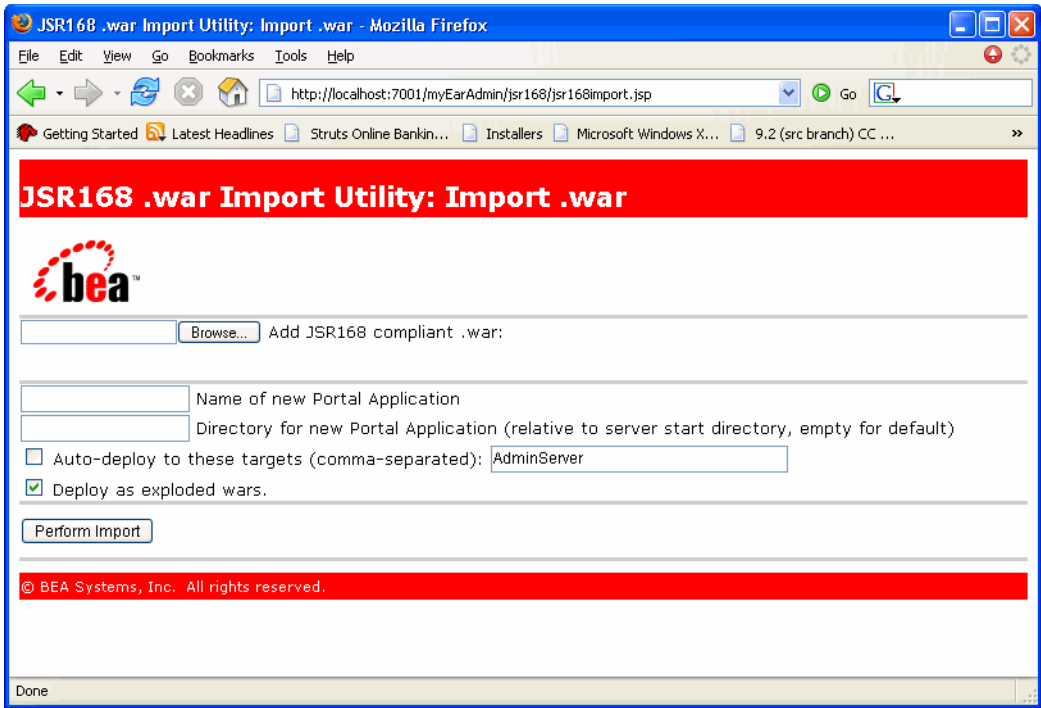 JSR168 .war Import Utility: Import .war - Mozilla Firefox
File Edit View Go Bookmarks Tools Help
http://localhost:7001/myEarAdmin/jsr168/jsr168import.jsp Go G
Getting Started Latest Headlines Struts Online Bankin... Installers Microsoft Windows X... 9.2 (src branch) CC ... »
JSR168 .war Import Utility: Import .war
bea™
Browse... Add JSR168 compliant .war:
Name of new Portal Application
Directory for new Portal Application (relative to server start directory, empty for default)
Auto-deploy to these targets (comma-separated): AdminServer
Deploy as exploded wars.
Perform Import
© BEA Systems, Inc. All rights reserved.
Done